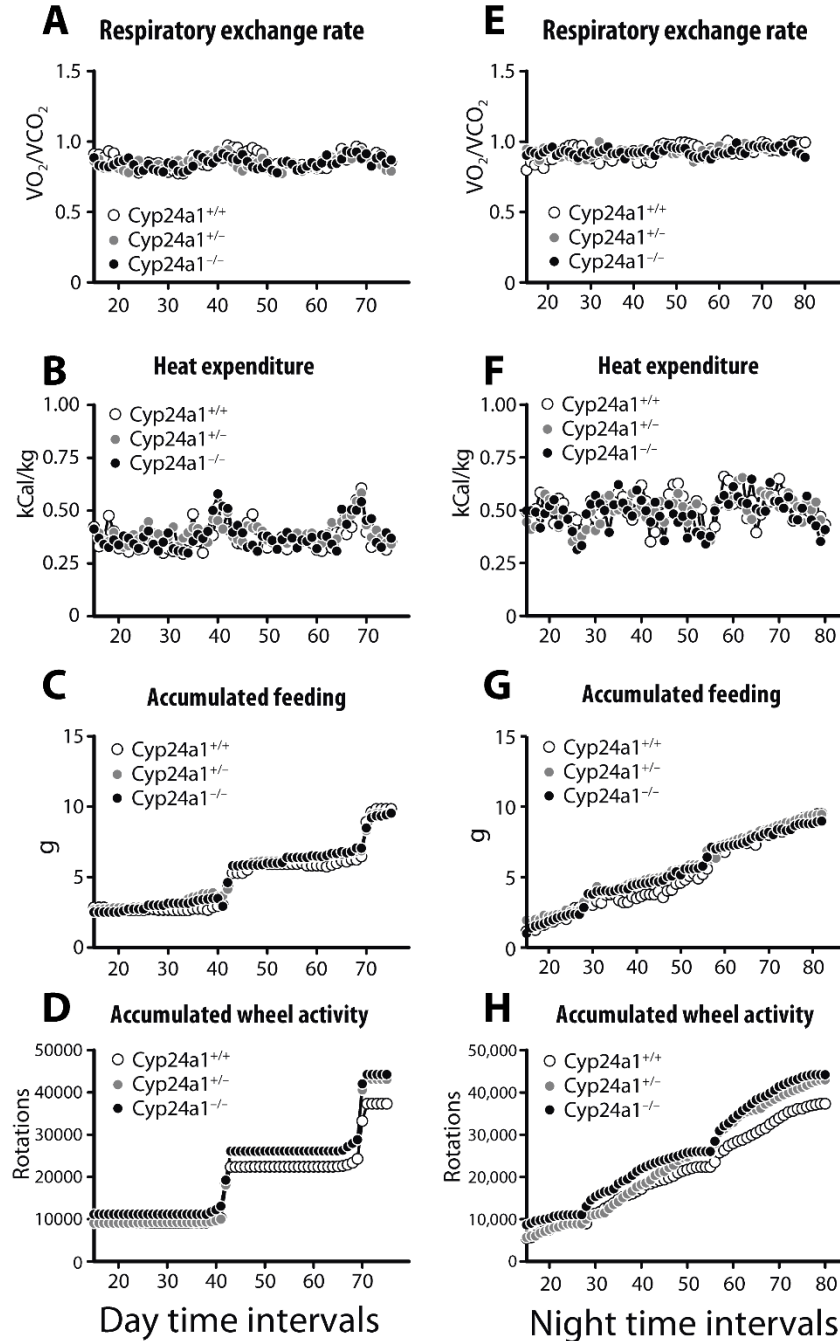 A Respiratory exchange rate
VO₂/VCO₂
1.5
1.0
0.5
0
Cyp24a1⁺/⁺
Cyp24a1⁺/⁻
Cyp24a1⁻/⁻
20 30 40 50 60 70
B Heat expenditure
kCal/kg
1.00
0.75
0.50
0.25
0
Cyp24a1⁺/⁺
Cyp24a1⁺/⁻
Cyp24a1⁻/⁻
20 30 40 50 60 70
C Accumulated feeding
g
15
10
5
0
Cyp24a1⁺/⁺
Cyp24a1⁺/⁻
Cyp24a1⁻/⁻
20 30 40 50 60 70
D Accumulated wheel activity
Rotations
50000
40000
30000
20000
10000
0
Cyp24a1⁺/⁺
Cyp24a1⁺/⁻
Cyp24a1⁻/⁻
20 30 40 50 60 70
Day time intervals
E Respiratory exchange rate
VO₂/VCO₂
1.5
1.0
0.5
0
Cyp24a1⁺/⁺
Cyp24a1⁺/⁻
Cyp24a1⁻/⁻
20 30 40 50 60 70 80
F Heat expenditure
kCal/kg
1.00
0.75
0.50
0.25
0
Cyp24a1⁺/⁺
Cyp24a1⁺/⁻
Cyp24a1⁻/⁻
20 30 40 50 60 70 80
G Accumulated feeding
g
15
10
5
0
Cyp24a1⁺/⁺
Cyp24a1⁺/⁻
Cyp24a1⁻/⁻
20 30 40 50 60 70 80
H Accumulated wheel activity
Rotations
50,000
40,000
30,000
20,000
10,000
0
Cyp24a1⁺/⁺
Cyp24a1⁺/⁻
Cyp24a1⁻/⁻
20 30 40 50 60 70 80
Night time intervals